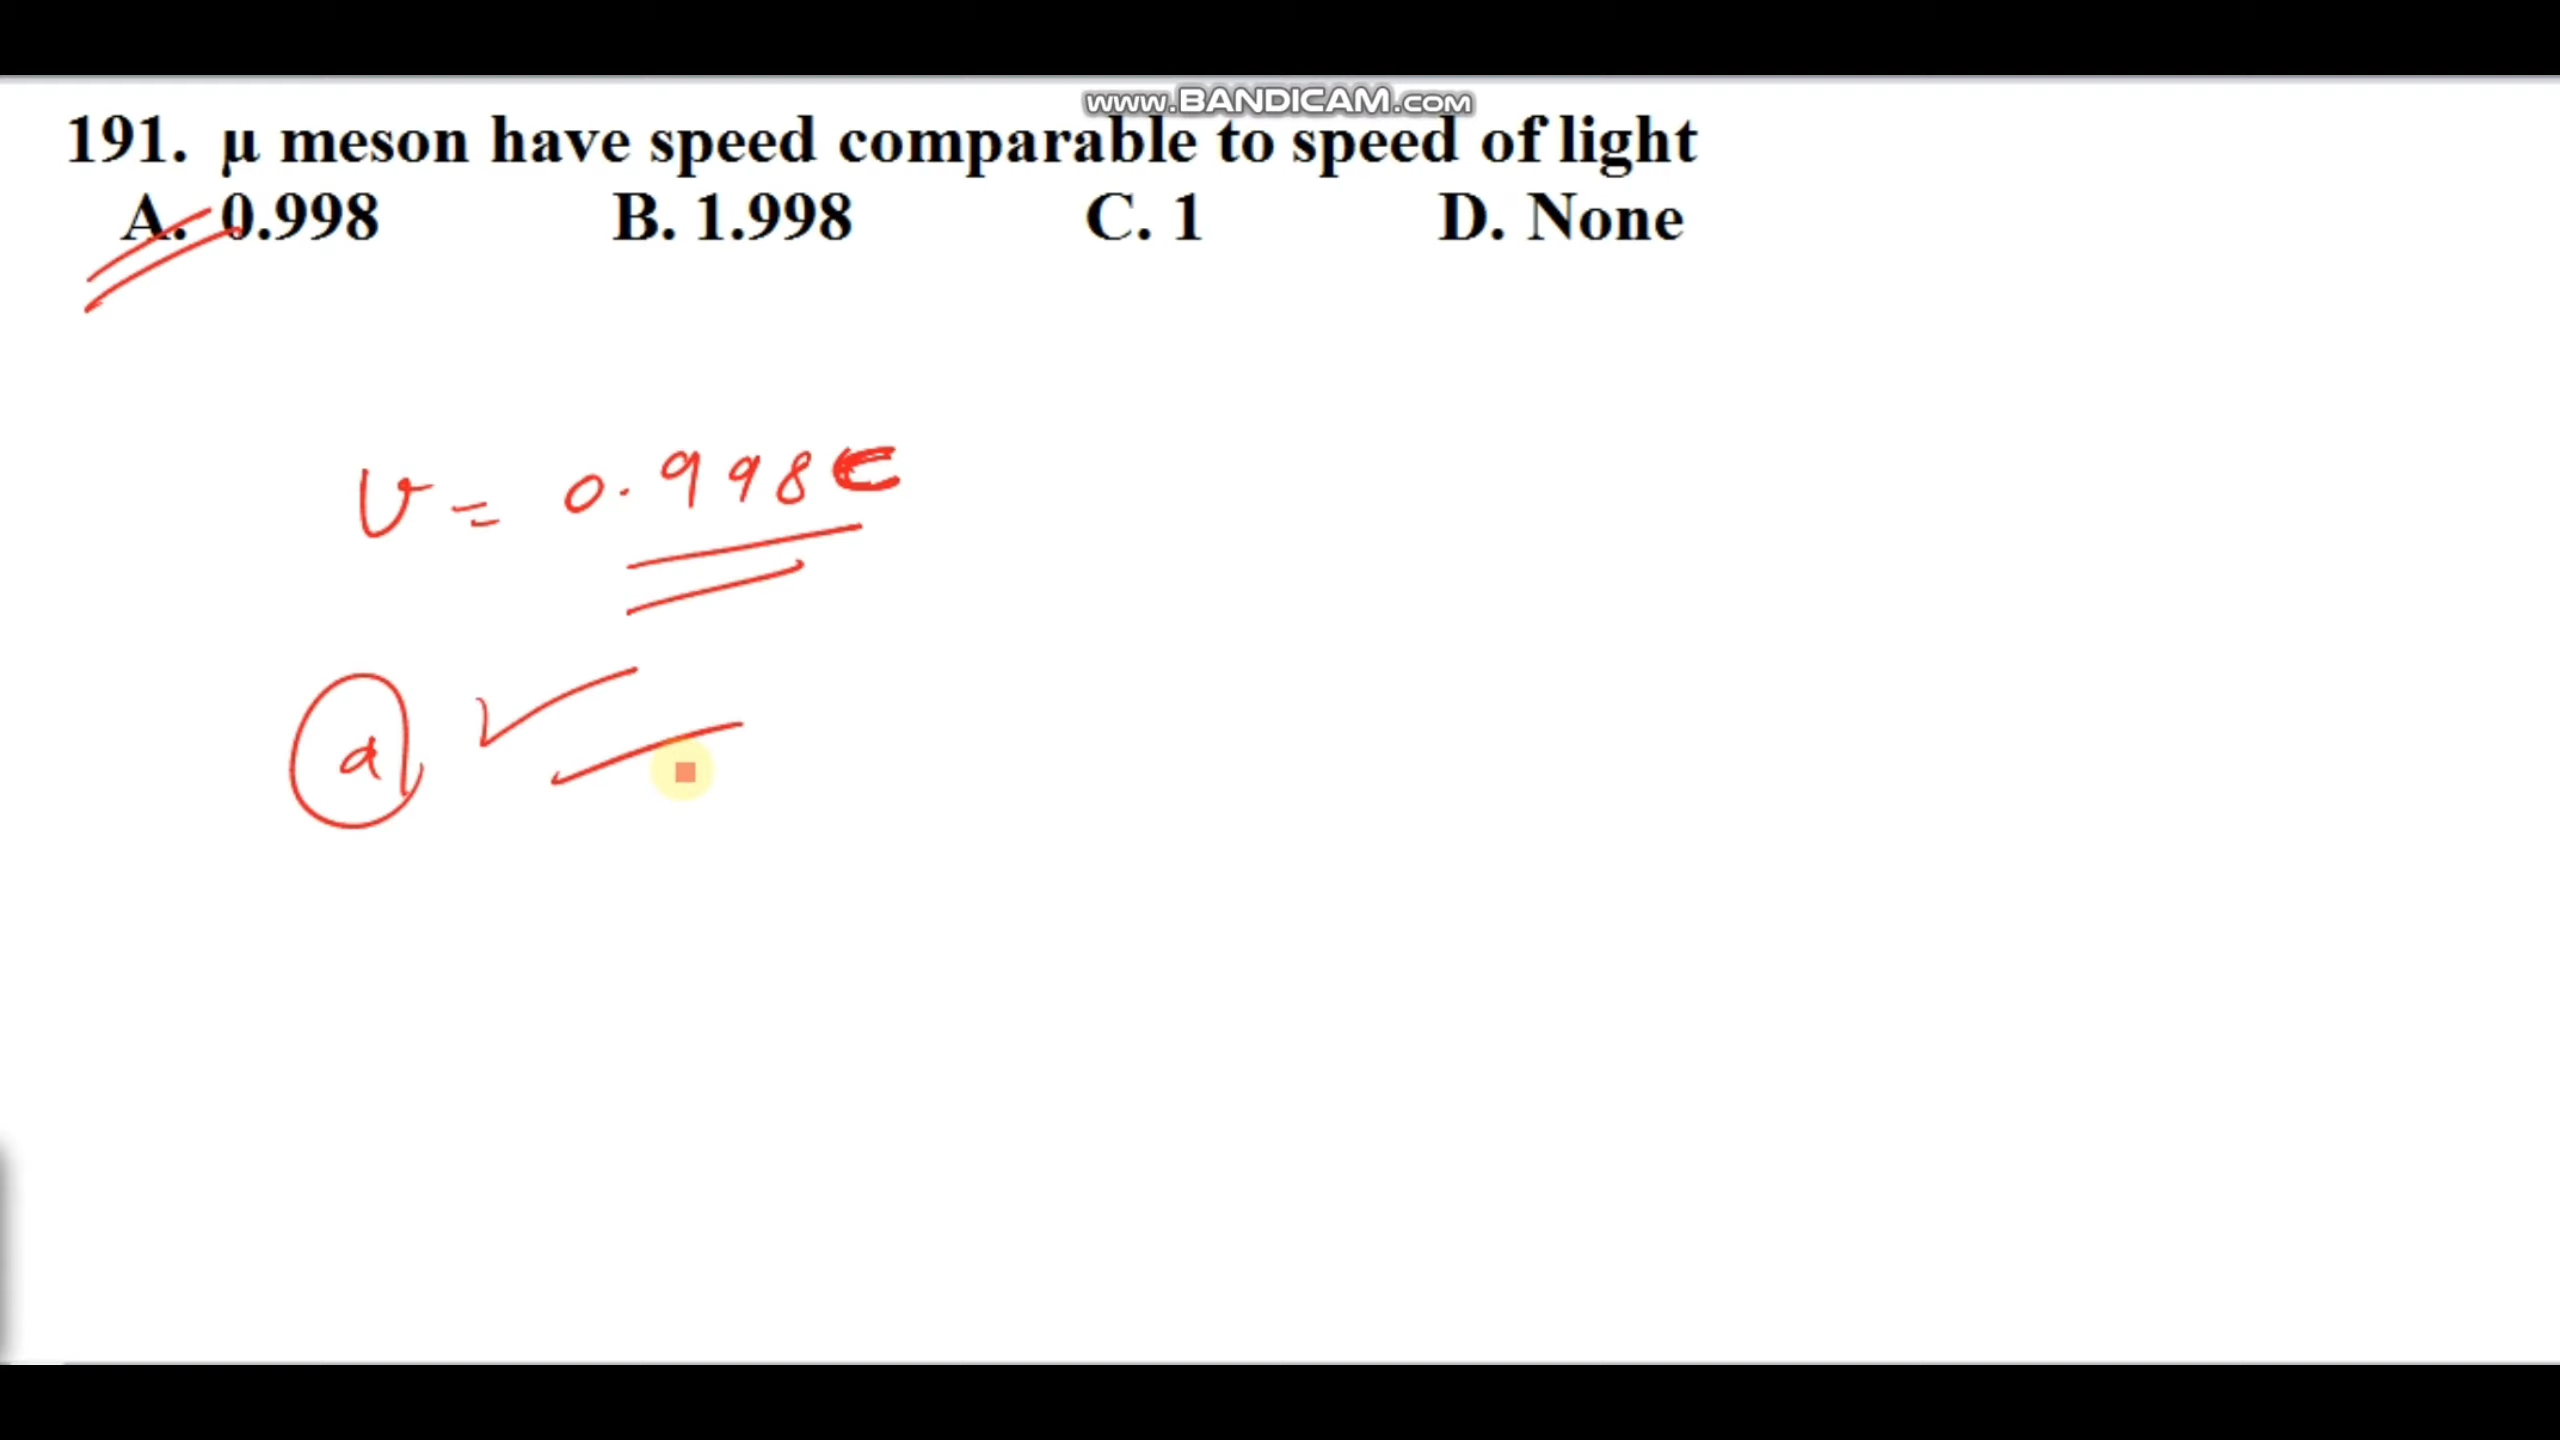 www.BANDICAM.com
191. μ meson have speed comparable to speed of light
A. 0.998 B. 1.998 C. 1 D. None
v = 0.998c
a